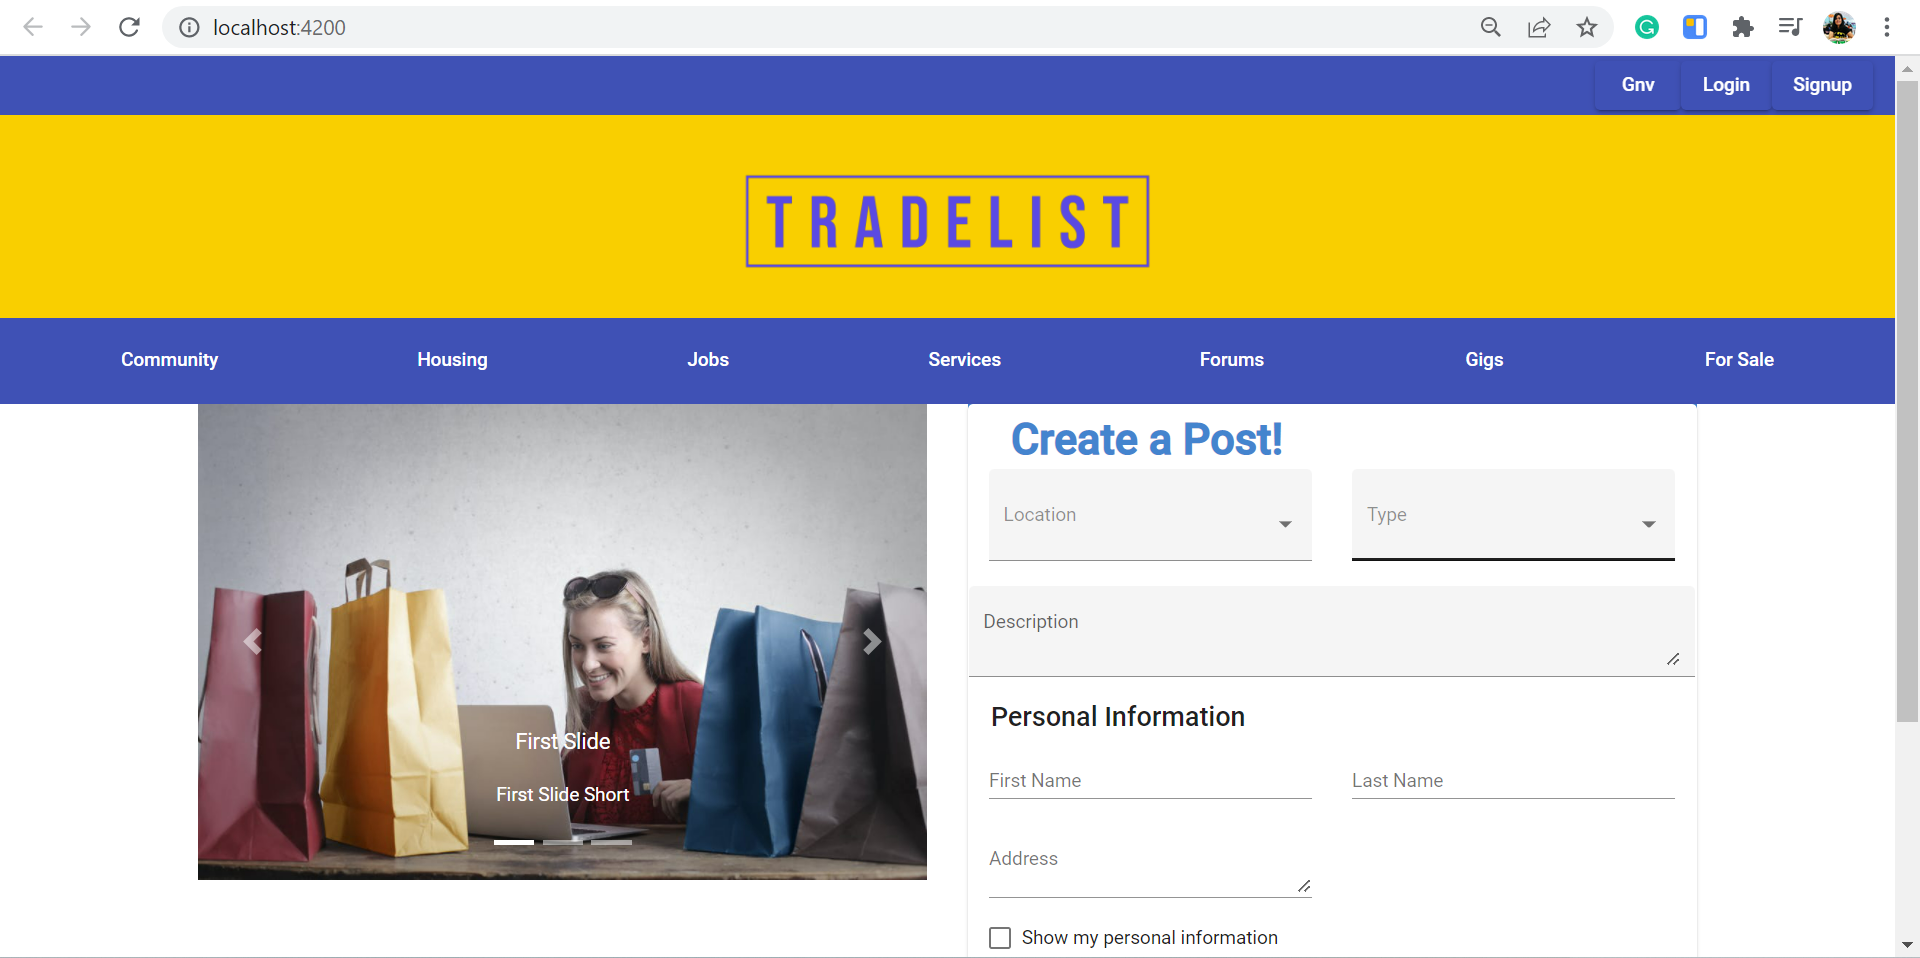 localhost:4200
Gnv Login Signup
TRADELIST
Community Housing Jobs Services Forums Gigs For Sale
First Slide
First Slide Short
Create a Post!
Location Type
Description
Personal Information
First Name Last Name
Address
Show my personal information